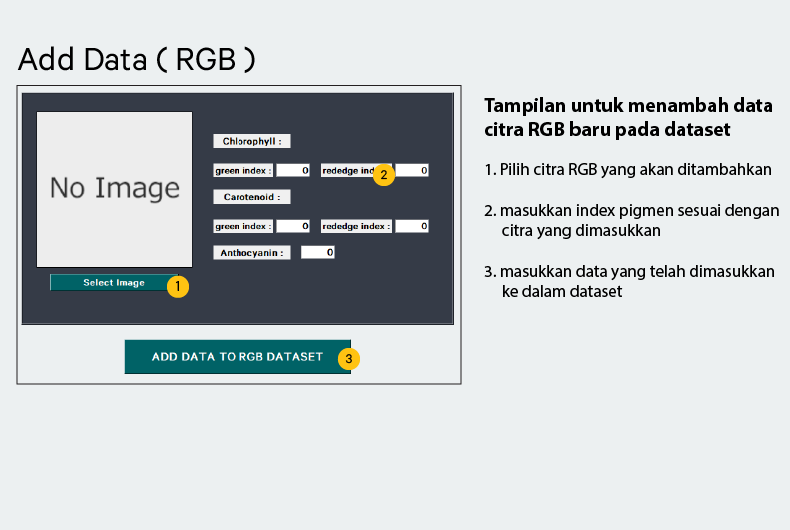 Add Data ( RGB )
No Image
Select Image
1
Chlorophyll :
green index : 0 rededge index : 0
2
Carotenoid :
green index : 0 rededge index : 0
Anthocyanin : 0
ADD DATA TO RGB DATASET
3
Tampilan untuk menambah data
citra RGB baru pada dataset
1. Pilih citra RGB yang akan ditambahkan
2. masukkan index pigmen sesuai dengan
citra yang dimasukkan
3. masukkan data yang telah dimasukkan
ke dalam dataset